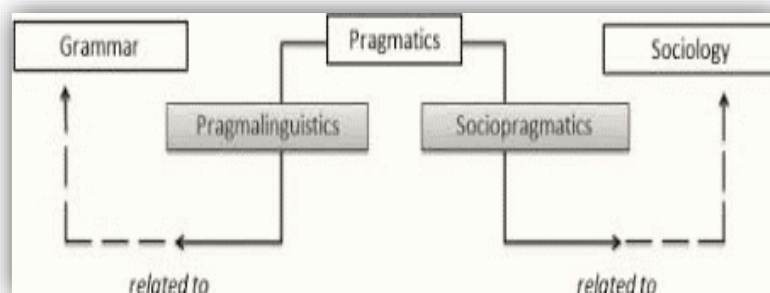 Grammar
Pragmatics
Sociology
Pragmalinguistics
Sociopragmatics
related to
related to